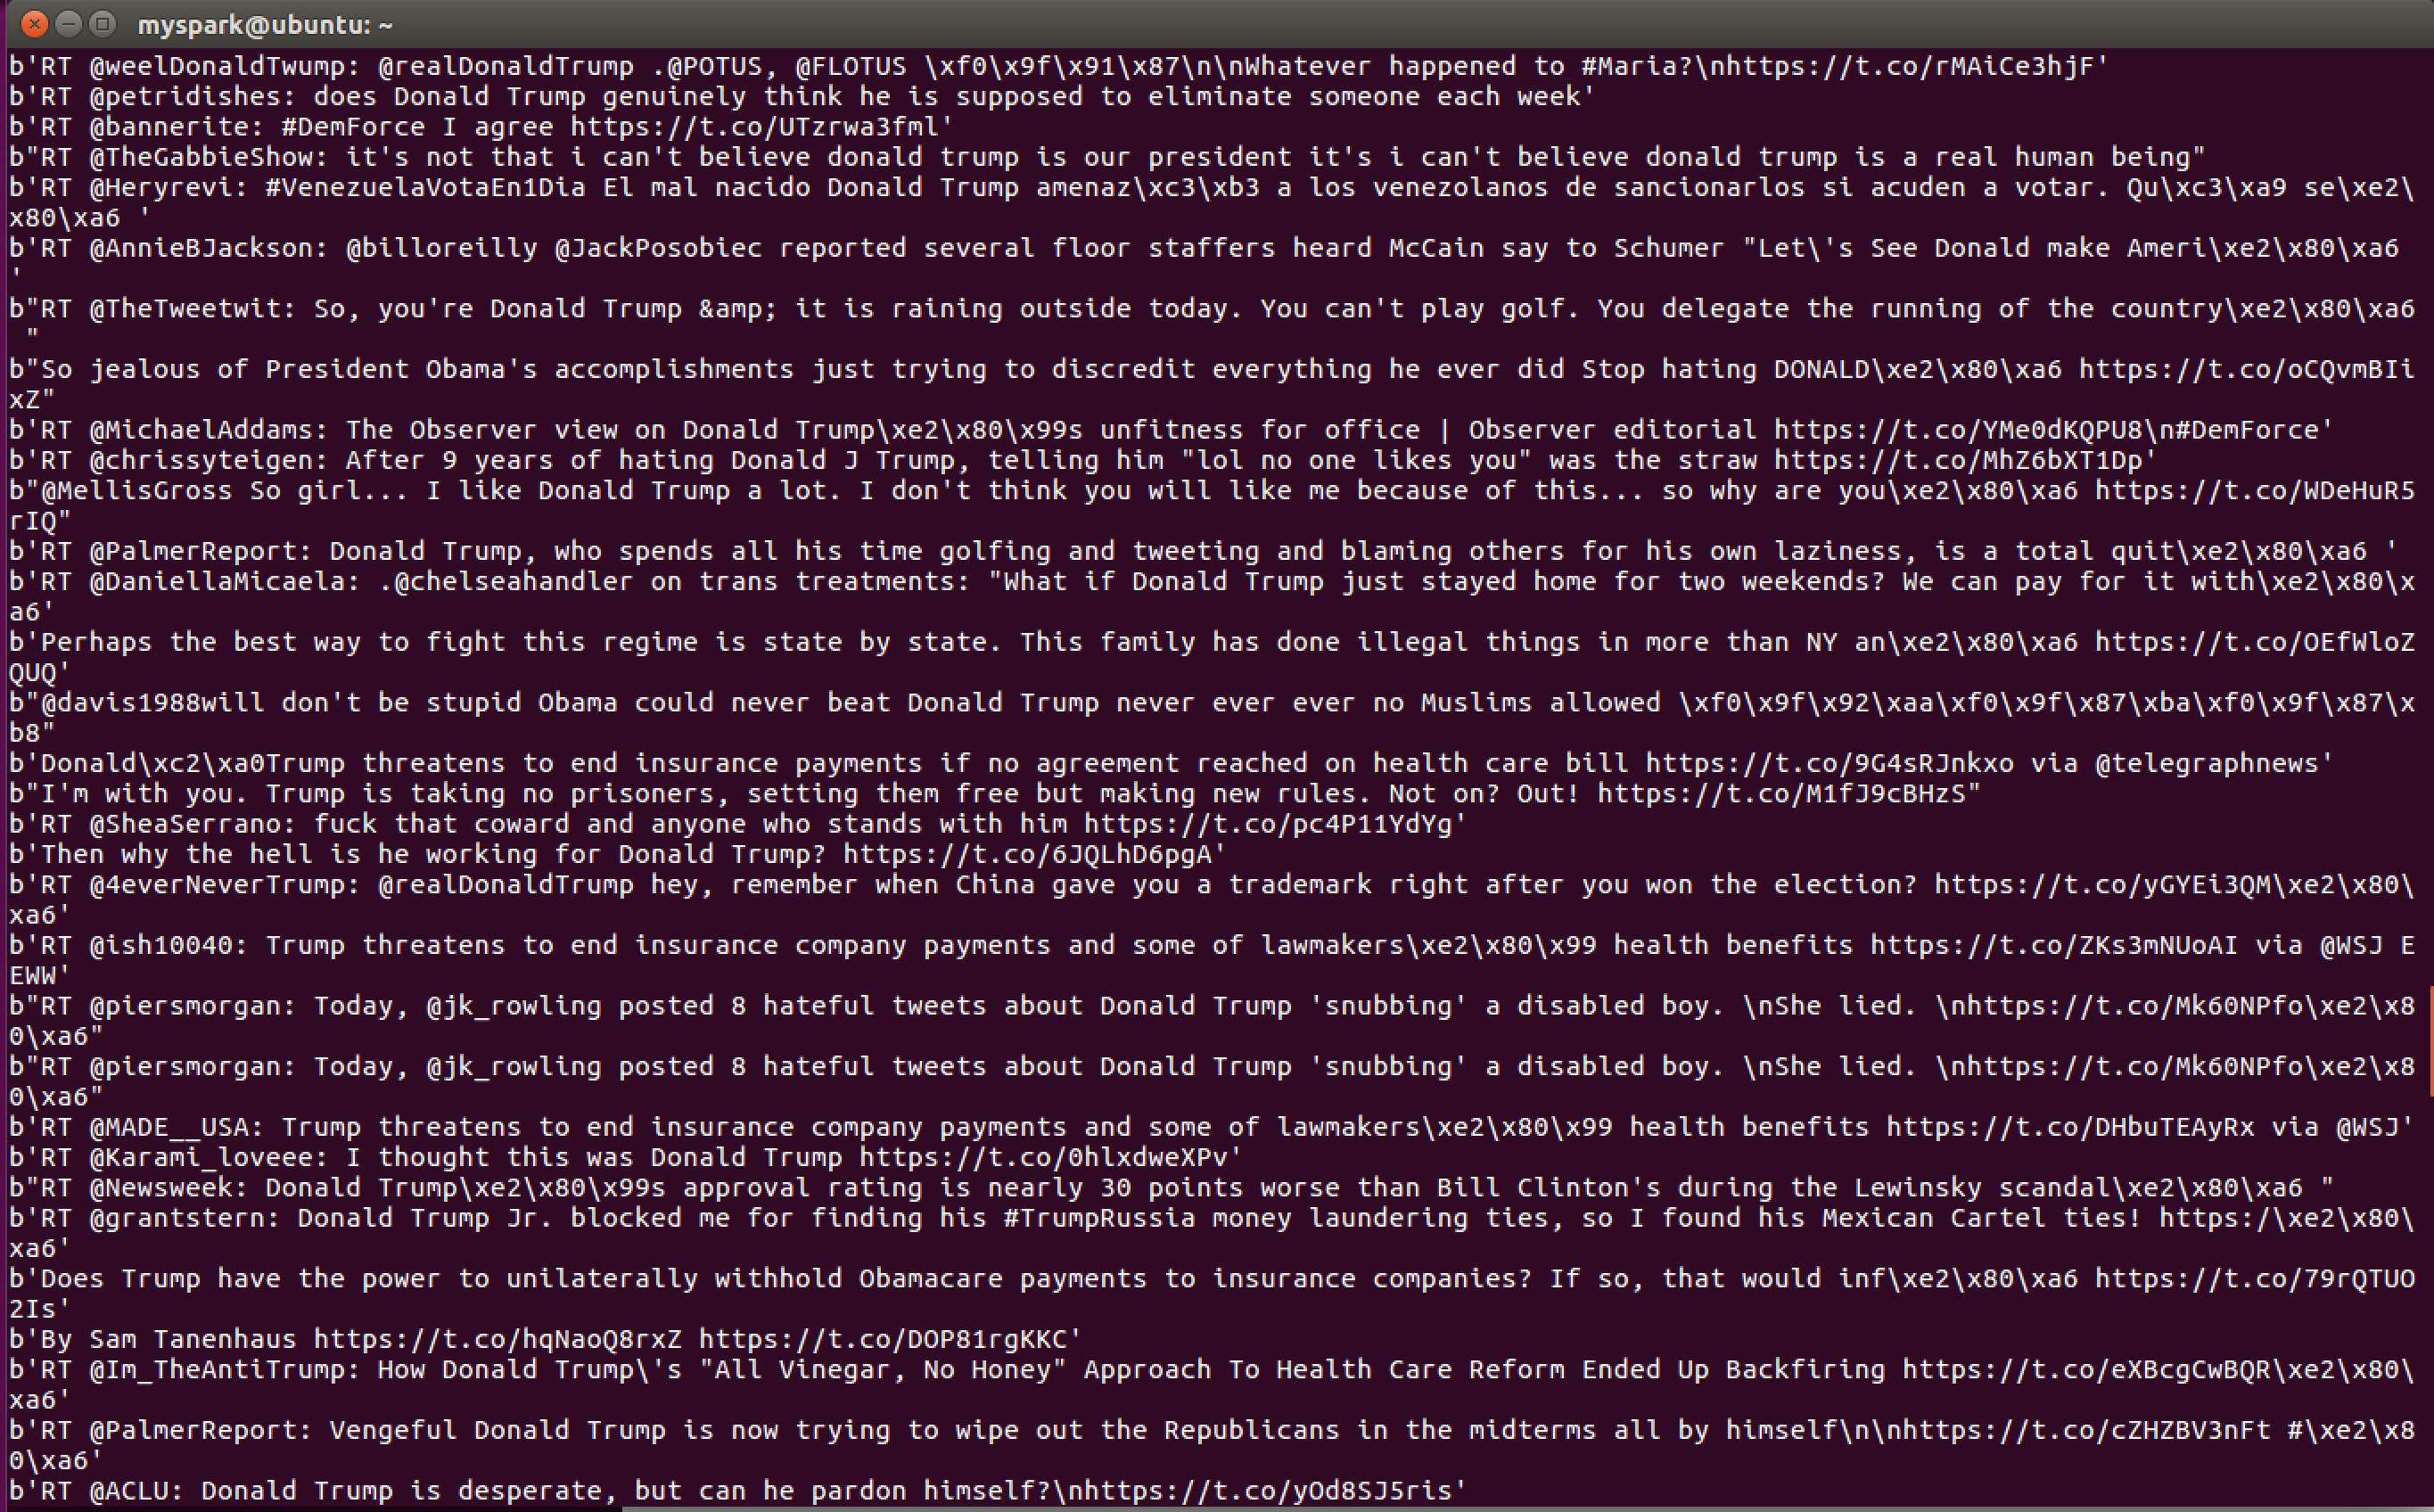 myspark@ubuntu: ~
b'RT @weelDonaldTwump: @realDonaldTrump .@POTUS, @FLOTUS \xf0\x9f\x91\x87\n\nWhatever happened to #Maria?\nhttps://t.co/rMAiCe3hjF'
b'RT @petridishes: does Donald Trump genuinely think he is supposed to eliminate someone each week'
b'RT @bannerite: #DemForce I agree https://t.co/UTzrwa3fml'
b"RT @TheGabbieShow: it's not that i can't believe donald trump is our president it's i can't believe donald trump is a real human being"
b'RT @Heryrevi: #VenezuelaVotaEn1Dia El mal nacido Donald Trump amenaz\xc3\xb3 a los venezolanos de sancionarlos si acuden a votar. Qu\xc3\xa9 se\xe2\
x80\xa6 '
b'RT @AnnieBJackson: @billoreilly @JackPosobiec reported several floor staffers heard McCain say to Schumer "Let\'s See Donald make Ameri\xe2\x80\xa6
'
b"RT @TheTweetwit: So, you're Donald Trump &amp; it is raining outside today. You can't play golf. You delegate the running of the country\xe2\x80\xa6
 "
b"So jealous of President Obama's accomplishments just trying to discredit everything he ever did Stop hating DONALD\xe2\x80\xa6 https://t.co/oCQvmBIi
xZ"
b'RT @MichaelAddams: The Observer view on Donald Trump\xe2\x80\x99s unfitness for office | Observer editorial https://t.co/YMe0dKQPU8\n#DemForce'
b'RT @chrissyteigen: After 9 years of hating Donald J Trump, telling him "lol no one likes you" was the straw https://t.co/MhZ6bXT1Dp'
b"@MellisGross So girl... I like Donald Trump a lot. I don't think you will like me because of this... so why are you\xe2\x80\xa6 https://t.co/WDeHuR5
rIQ"
b'RT @PalmerReport: Donald Trump, who spends all his time golfing and tweeting and blaming others for his own laziness, is a total quit\xe2\x80\xa6 '
b'RT @DaniellaMicaela: .@chelseahandler on trans treatments: "What if Donald Trump just stayed home for two weekends? We can pay for it with\xe2\x80\x
a6'
b'Perhaps the best way to fight this regime is state by state. This family has done illegal things in more than NY an\xe2\x80\xa6 https://t.co/OEfWloZ
QUQ'
b"@davis1988will don't be stupid Obama could never beat Donald Trump never ever ever no Muslims allowed \xf0\x9f\x92\xaa\xf0\x9f\x87\xba\xf0\x9f\x87\x
b8"
b'Donald\xc2\xa0Trump threatens to end insurance payments if no agreement reached on health care bill https://t.co/9G4sRJnkxo via @telegraphnews'
b"I'm with you. Trump is taking no prisoners, setting them free but making new rules. Not on? Out! https://t.co/M1fJ9cBHzS"
b'RT @SheaSerrano: fuck that coward and anyone who stands with him https://t.co/pc4P11YdYg'
b'Then why the hell is he working for Donald Trump? https://t.co/6JQLhD6pgA'
b'RT @4everNeverTrump: @realDonaldTrump hey, remember when China gave you a trademark right after you won the election? https://t.co/yGYEi3QM\xe2\x80\
xa6'
b'RT @ish10040: Trump threatens to end insurance company payments and some of lawmakers\xe2\x80\x99 health benefits https://t.co/ZKs3mNUoAI via @WSJ E
EWW'
b"RT @piersmorgan: Today, @jk_rowling posted 8 hateful tweets about Donald Trump 'snubbing' a disabled boy. \nShe lied. \nhttps://t.co/Mk60NPfo\xe2\x8
0\xa6"
b"RT @piersmorgan: Today, @jk_rowling posted 8 hateful tweets about Donald Trump 'snubbing' a disabled boy. \nShe lied. \nhttps://t.co/Mk60NPfo\xe2\x8
0\xa6"
b'RT @MADE__USA: Trump threatens to end insurance company payments and some of lawmakers\xe2\x80\x99 health benefits https://t.co/DHbuTEAyRx via @WSJ'
b'RT @Karami_loveee: I thought this was Donald Trump https://t.co/0hlxdweXPv'
b"RT @Newsweek: Donald Trump\xe2\x80\x99s approval rating is nearly 30 points worse than Bill Clinton's during the Lewinsky scandal\xe2\x80\xa6 "
b'RT @grantstern: Donald Trump Jr. blocked me for finding his #TrumpRussia money laundering ties, so I found his Mexican Cartel ties! https:/\xe2\x80\
xa6'
b'Does Trump have the power to unilaterally withhold Obamacare payments to insurance companies? If so, that would inf\xe2\x80\xa6 https://t.co/79rQTUO
2Is'
b'By Sam Tanenhaus https://t.co/hqNaoQ8rxZ https://t.co/DOP81rgKKC'
b'RT @Im_TheAntiTrump: How Donald Trump\'s "All Vinegar, No Honey" Approach To Health Care Reform Ended Up Backfiring https://t.co/eXBcgCwBQR\xe2\x80\
xa6'
b'RT @PalmerReport: Vengeful Donald Trump is now trying to wipe out the Republicans in the midterms all by himself\n\nhttps://t.co/cZHZBV3nFt #\xe2\x8
0\xa6'
b'RT @ACLU: Donald Trump is desperate, but can he pardon himself?\nhttps://t.co/yOd8SJ5ris'